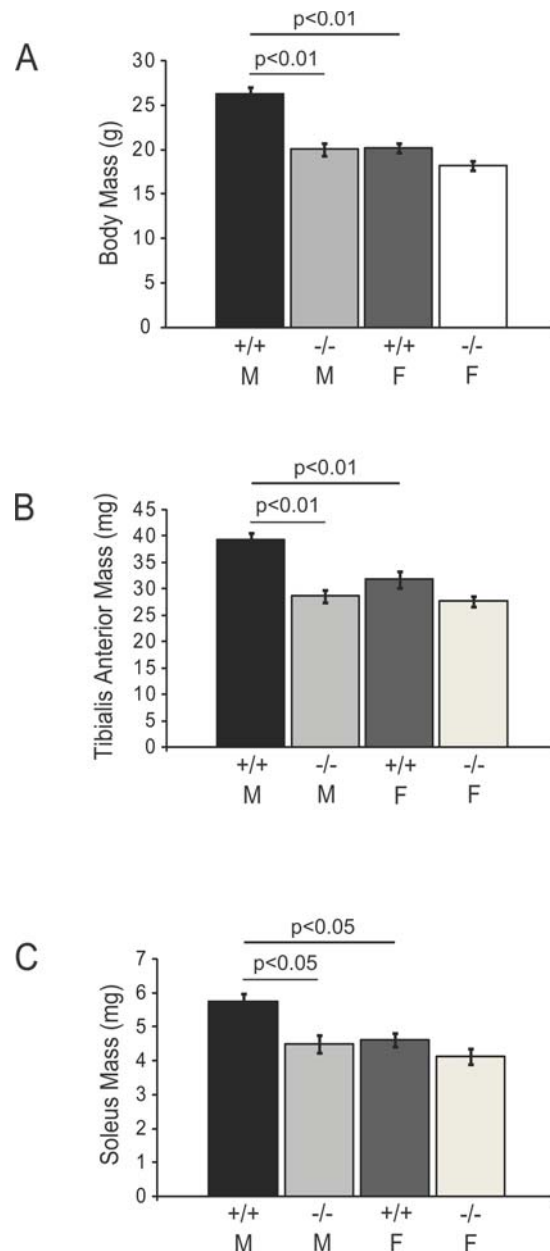 A
p<0.01
p<0.01
Body Mass (g)
30
25
20
15
10
5
0
+/+ -/- +/+ -/-
M M F F
B
p<0.01
p<0.01
Tibialis Anterior Mass (mg)
45
40
35
30
25
20
15
10
5
0
+/+ -/- +/+ -/-
M M F F
C
p<0.05
p<0.05
Soleus Mass (mg)
7
6
5
4
3
2
1
0
+/+ -/- +/+ -/-
M M F F